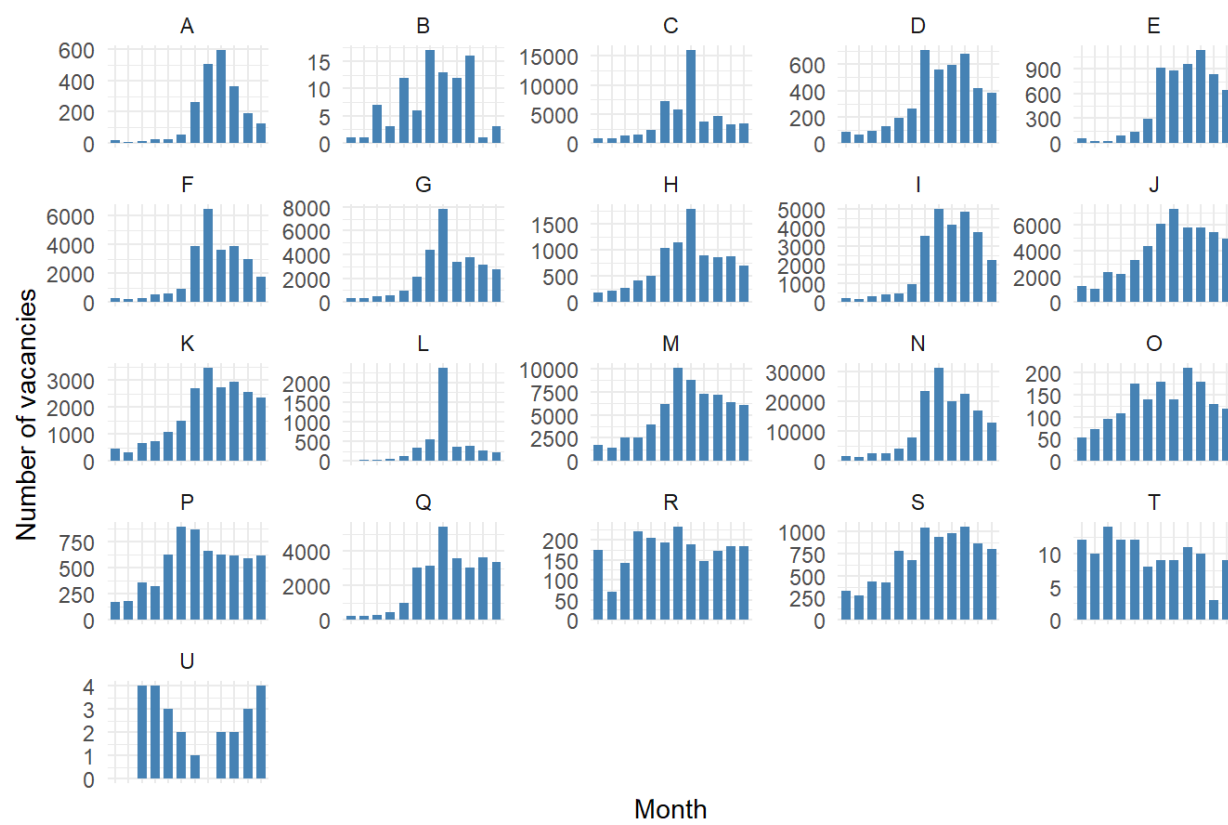 A B C D E
600 15 15000 600 900
400 10 10000 400 600
200 5 5000 200 300
0 0 0 0 0
F G H I J
6000 8000 1500 5000 6000
4000 6000 1000 4000 4000
2000 4000 500 3000 2000
0 2000 0 2000 0
0 1000
0
K L M N O
3000 2000 10000 30000 200
2000 1500 7500 20000 150
1000 1000 5000 10000 100
0 500 2500 0 50
0 0 0
P Q R S T
750 4000 200 1000 10
500 2000 150 750 5
250 0 100 500 0
0 50 250
0 0
U
4
3
2
1
0
Number of vacancies
Month